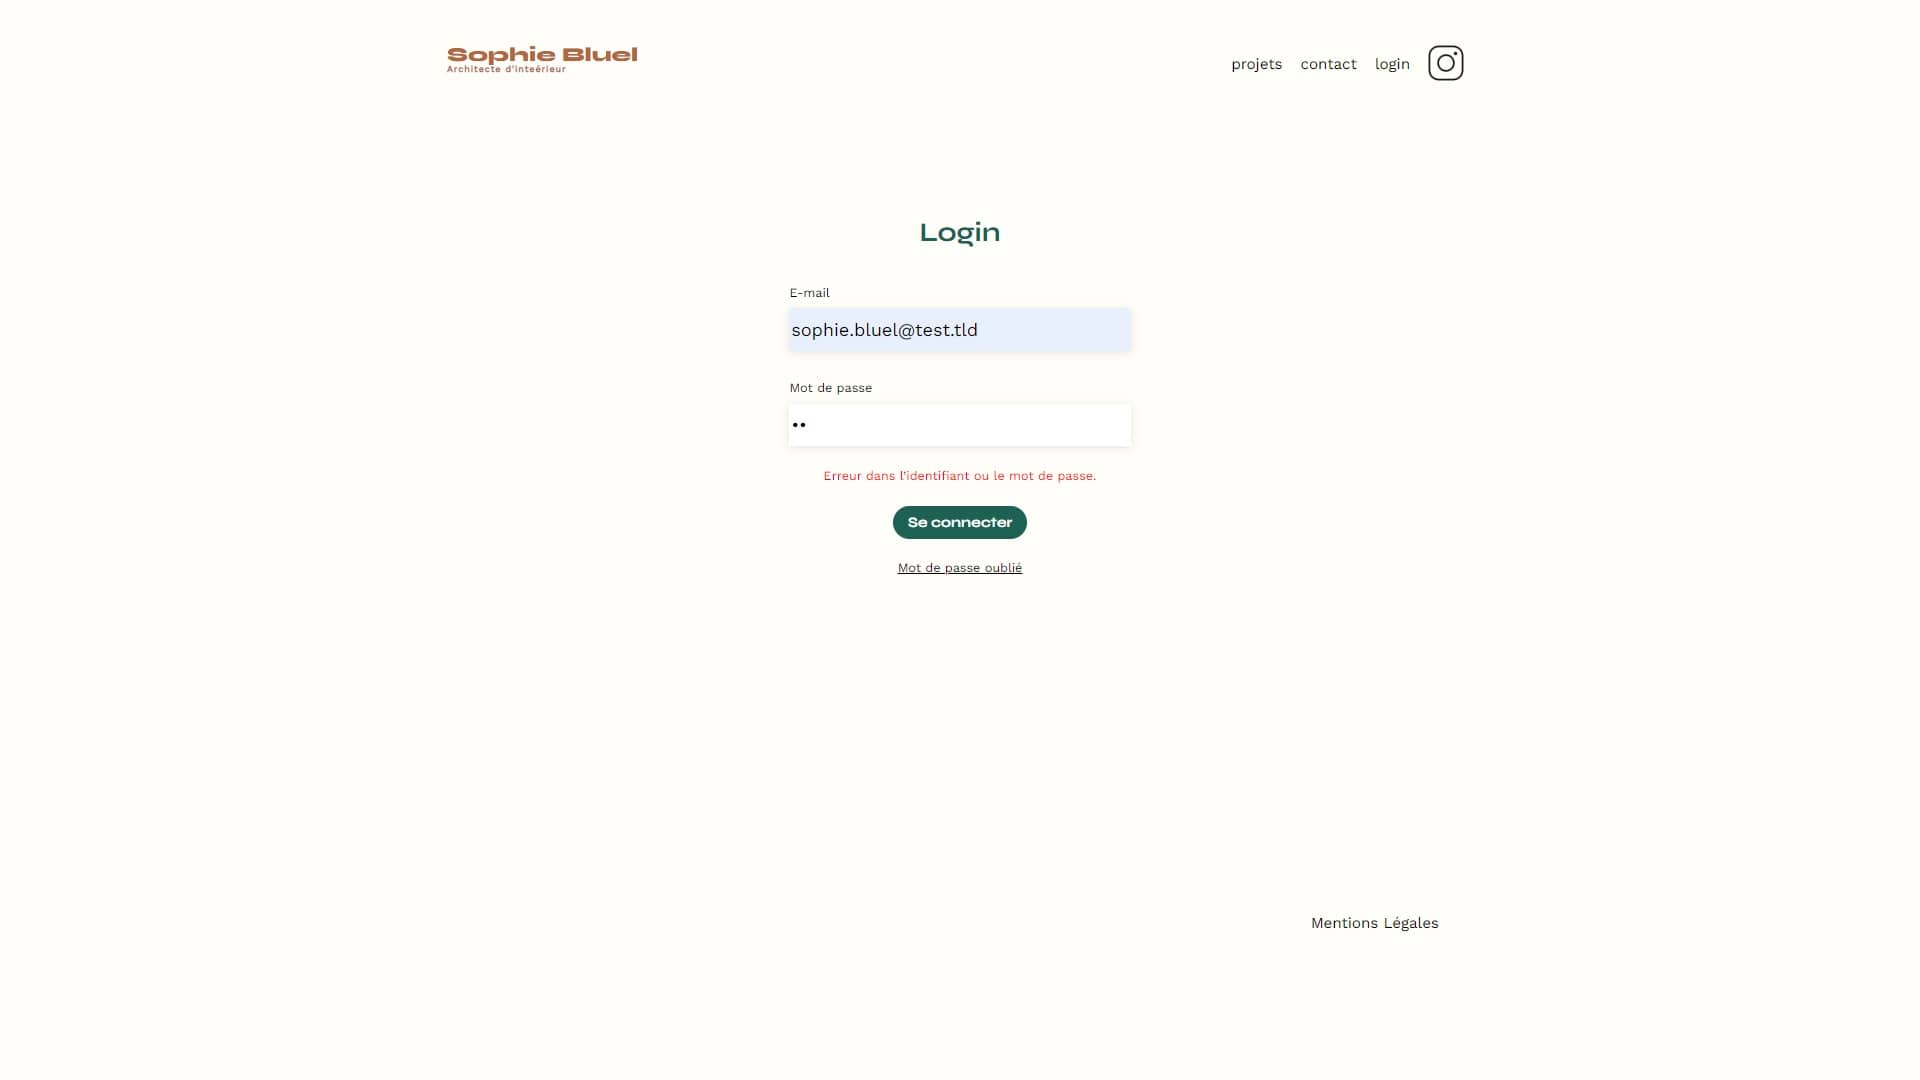 Sophie Bluel
Architecte d'inteérieur
projets contact login
Login
E-mail
sophie.bluel@test.tld
Mot de passe
••
Erreur dans l'identifiant ou le mot de passe.
Se connecter
Mot de passe oublié
Mentions Légales